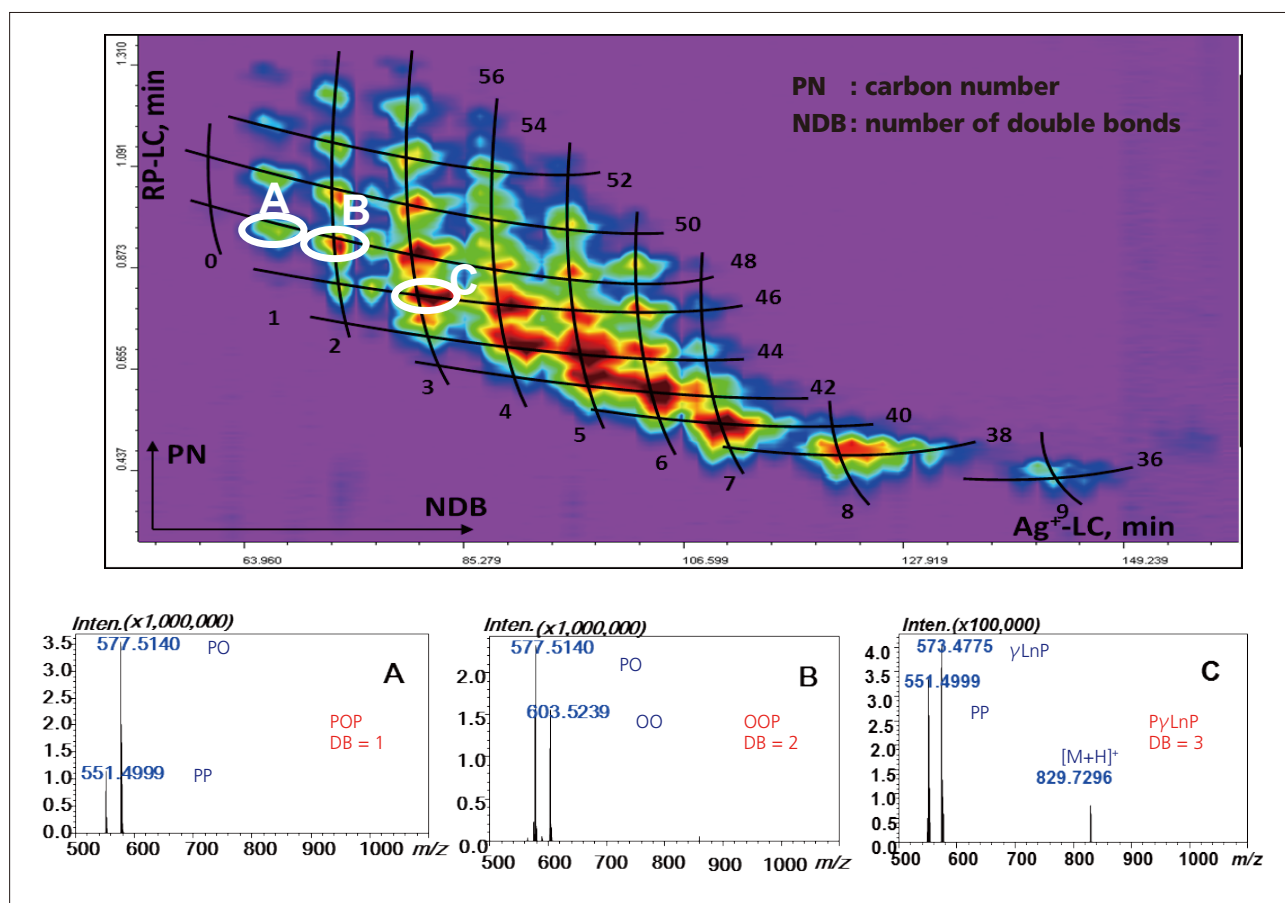 1.310
1.091
0.873
0.655
0.437
RP-LC, min
PN : carbon number
NDB : number of double bonds
56
54
52
50
48
46
44
42
40
38
36
A
B
C
0
1
2
3
4
5
6
7
8
9
PN
NDB
Ag+-LC, min
63.960
85.279
106.599
127.919
149.239
Inten. (x1,000,000)
3.5
3.0
2.5
2.0
1.5
1.0
0.5
0.0
577.5140 PO
A
POP
DB = 1
551.4999 PP
500 600 700 800 900 1000 m/z
Inten. (x1,000,000)
2.0
1.5
1.0
0.5
0.0
577.5140
PO
B
603.5239 OO
OOP
DB = 2
500 600 700 800 900 1000 m/z
Inten. (x100,000)
4.0
3.5
3.0
2.5
2.0
1.5
1.0
0.5
0.0
573.4775 γLnP
C
551.4999
PP
PγLnP
DB = 3
[M+H]+
829.7296
500 600 700 800 900 1000 m/z